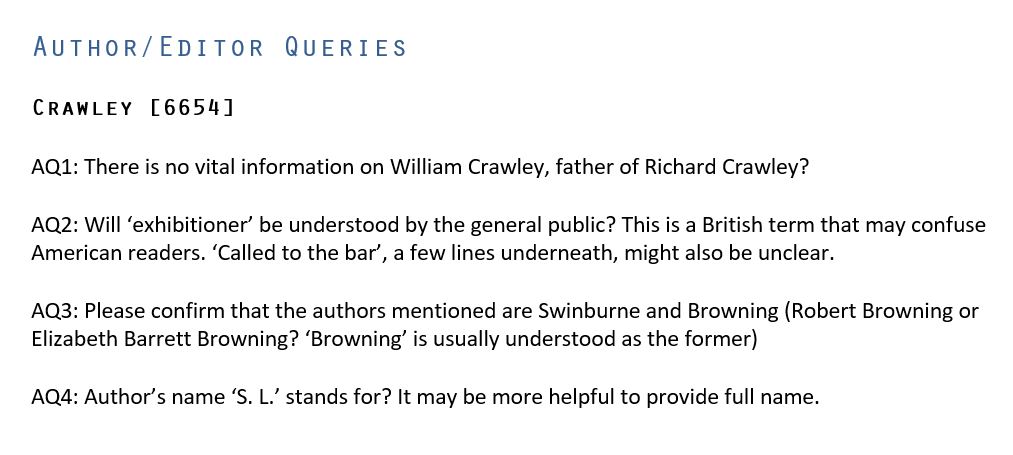 Author/Editor Queries
Crawley [6654]
AQ1: There is no vital information on William Crawley, father of Richard Crawley?
AQ2: Will ‘exhibitioner’ be understood by the general public? This is a British term that may confuse
American readers. ‘Called to the bar’, a few lines underneath, might also be unclear.
AQ3: Please confirm that the authors mentioned are Swinburne and Browning (Robert Browning or
Elizabeth Barrett Browning? ‘Browning’ is usually understood as the former)
AQ4: Author’s name ‘S. L.’ stands for? It may be more helpful to provide full name.